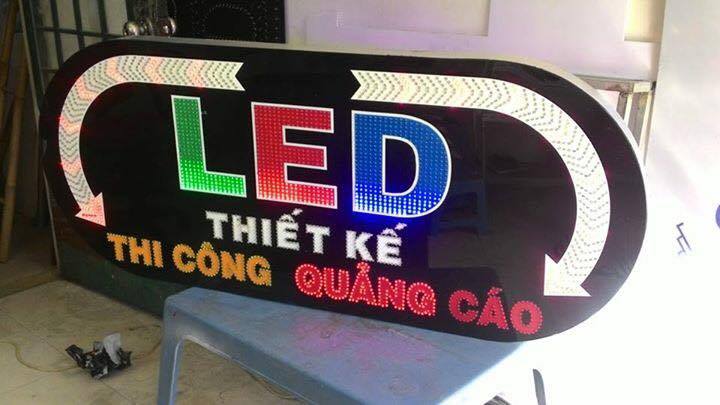 LED
THIẾT KẾ
THI CÔNG QUẢNG CÁO